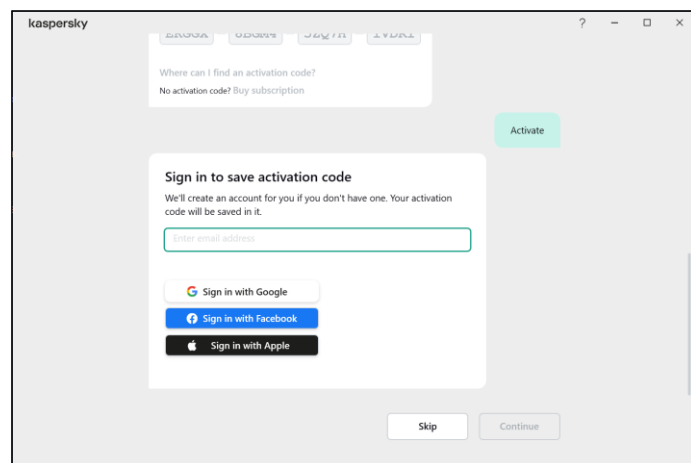 kaspersky
Where can I find an activation code?
No activation code? Buy subscription
Activate
Sign in to save activation code
We'll create an account for you if you don't have one. Your activation
code will be saved in it.
Enter email address
Sign in with Google
Sign in with Facebook
Sign in with Apple
Skip
Continue